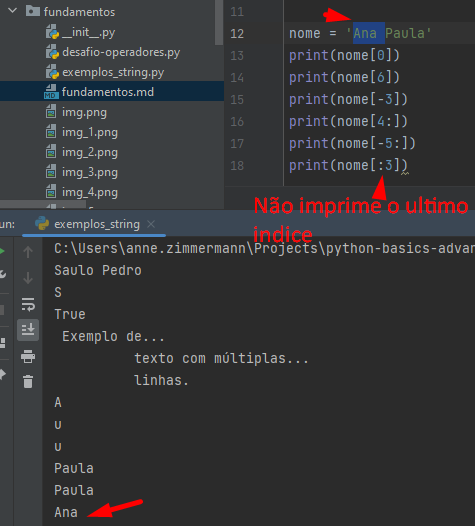 fundamentos
__init__.py
desafio-operadores.py
exemplos_string.py
fundamentos.md
img.png
img_1.png
img_2.png
img_3.png
img_4.png
11
12 nome = 'Ana Paula'
13 print(nome[0])
14 print(nome[6])
15 print(nome[-3])
16 print(nome[4:])
17 print(nome[-5:])
18 print(nome[:3])
Não imprime o ultimo
indice
un: exemplos_string
C:\Users\anne.zimmermann\Projects\python-basics-advan
Saulo Pedro
S
True
Exemplo de...
texto com múltiplas...
linhas.
A
u
u
Paula
Paula
Ana